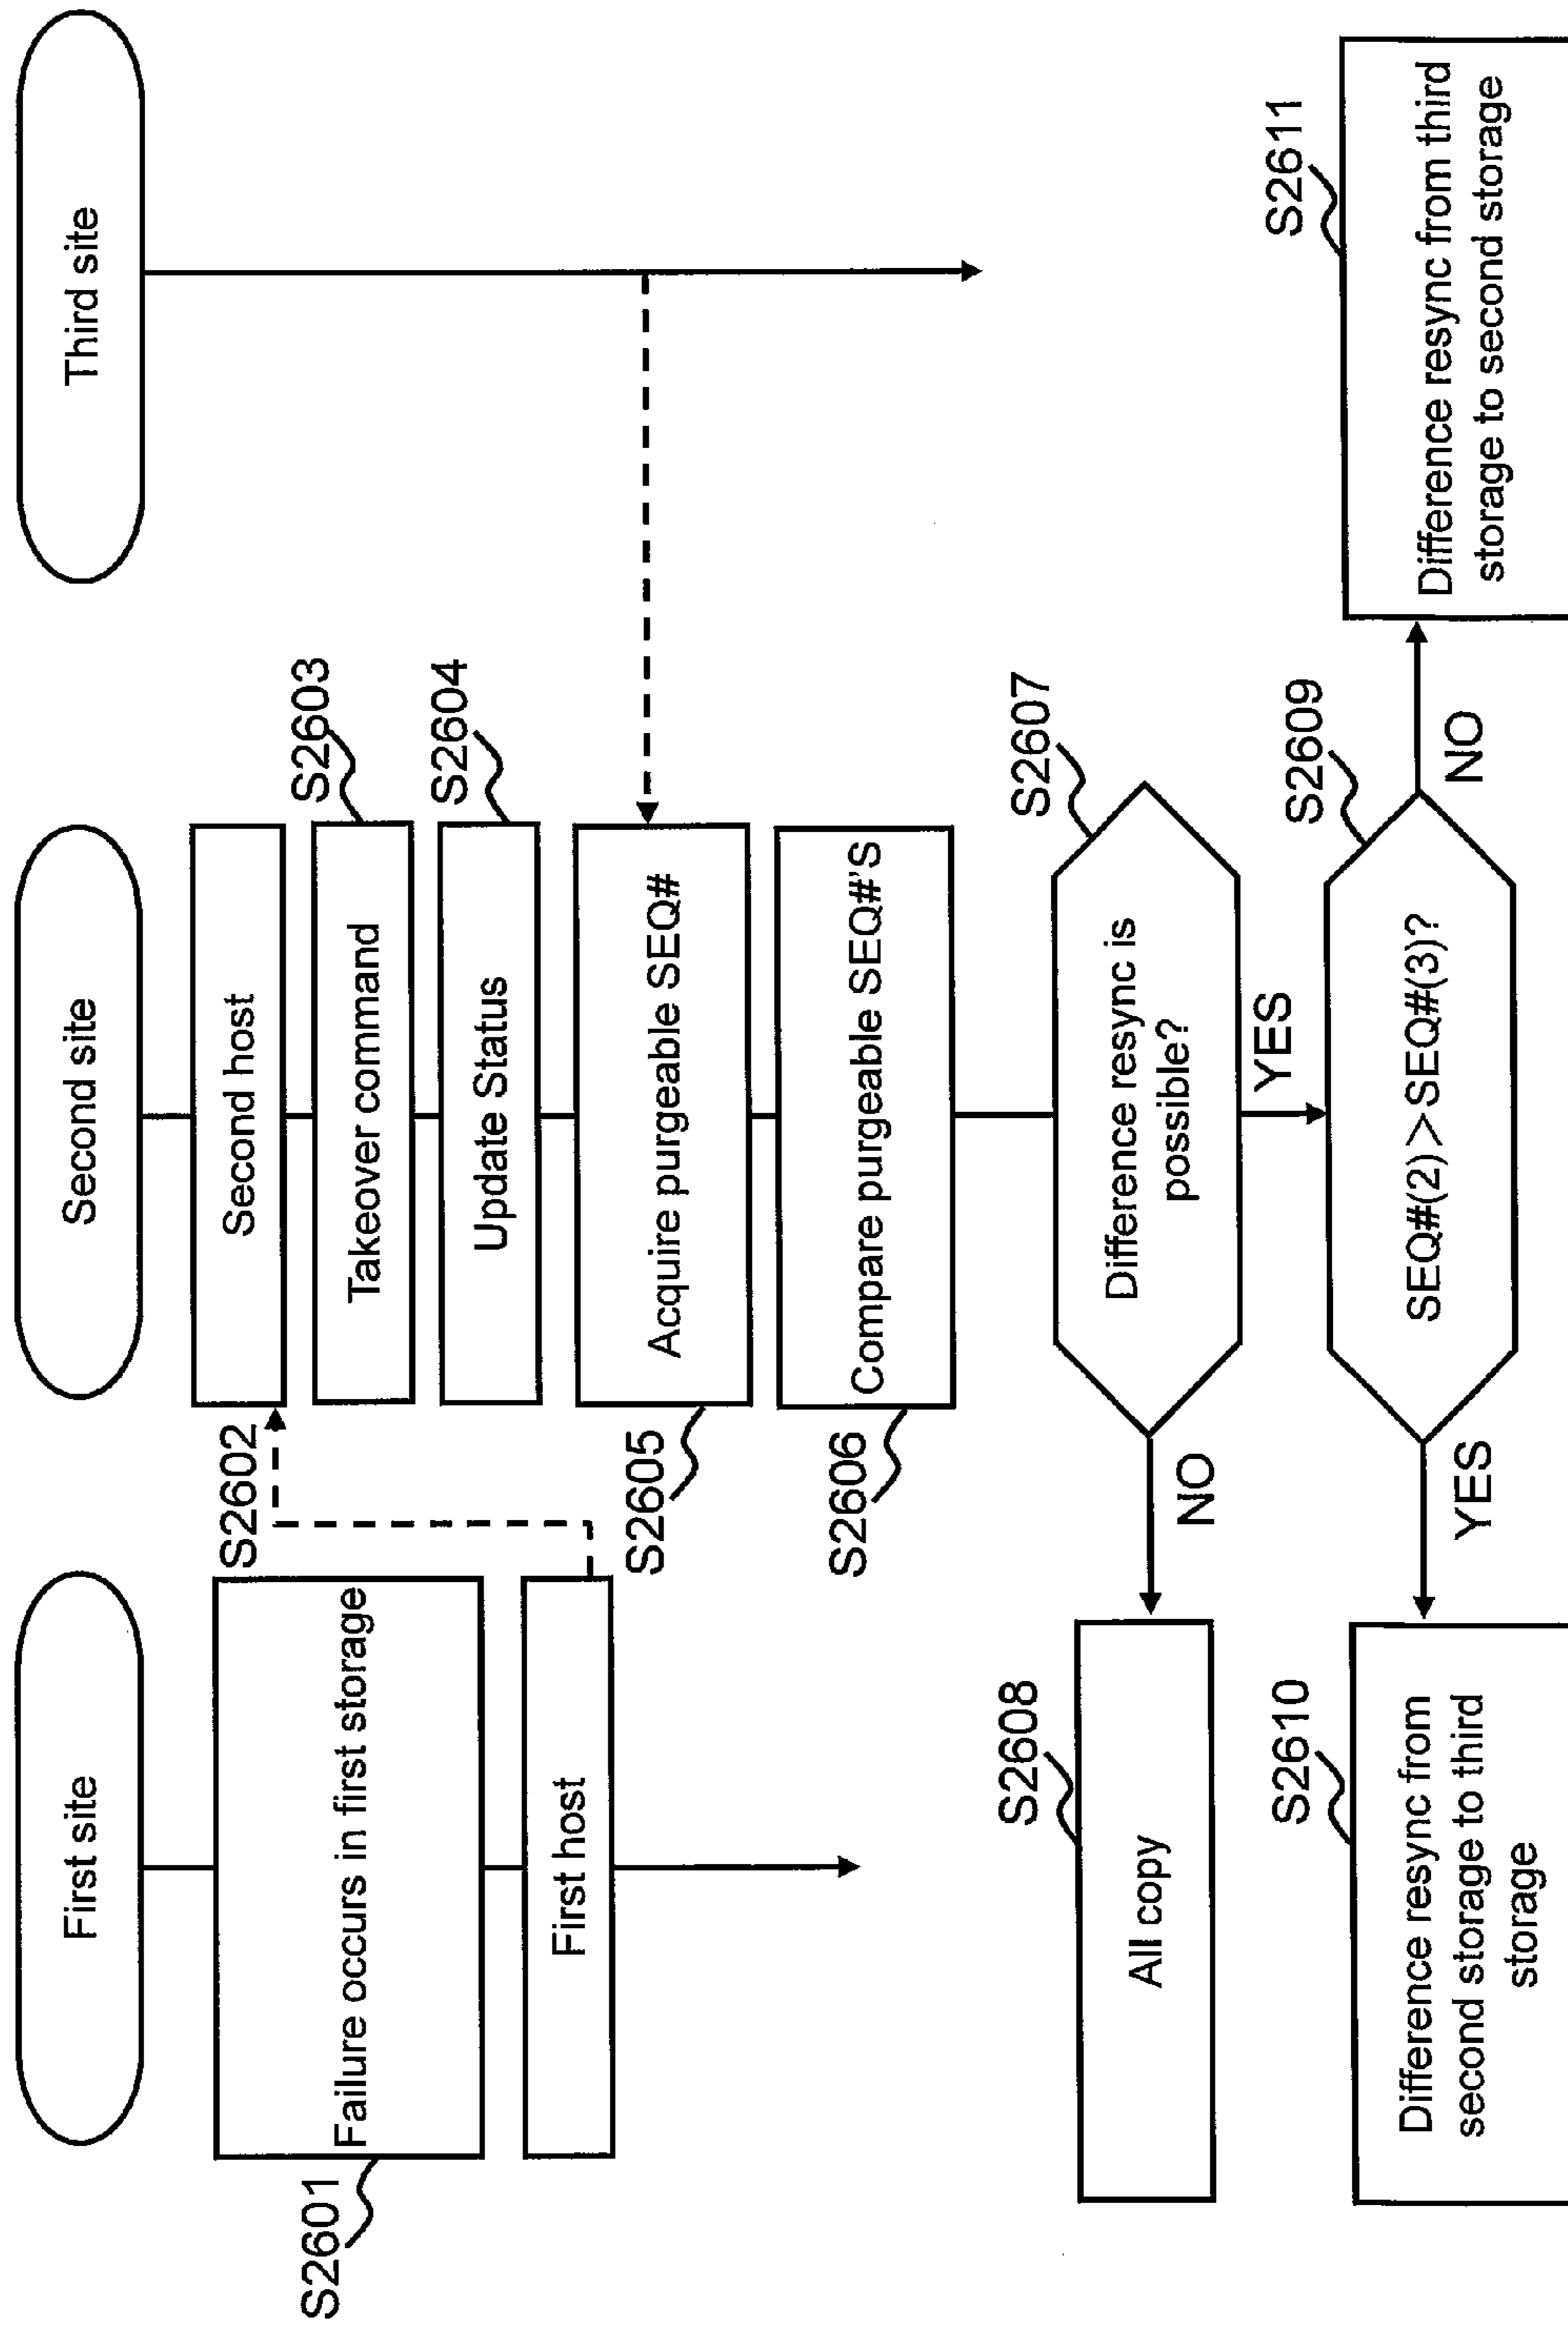 First site
Second site
Third site
S2601
Failure occurs in first storage
First host
S2602
Second host
S2603
Takeover command
S2604
Update Status
S2605
Acquire purgeable SEQ#
S2606
Compare purgeable SEQ#'S
S2607
Difference resync is
possible?
NO
YES
S2608
All copy
S2609
SEQ#(2)>SEQ#(3)?
YES
NO
S2610
Difference resync from
second storage to third
storage
S2611
Difference resync from third
storage to second storage